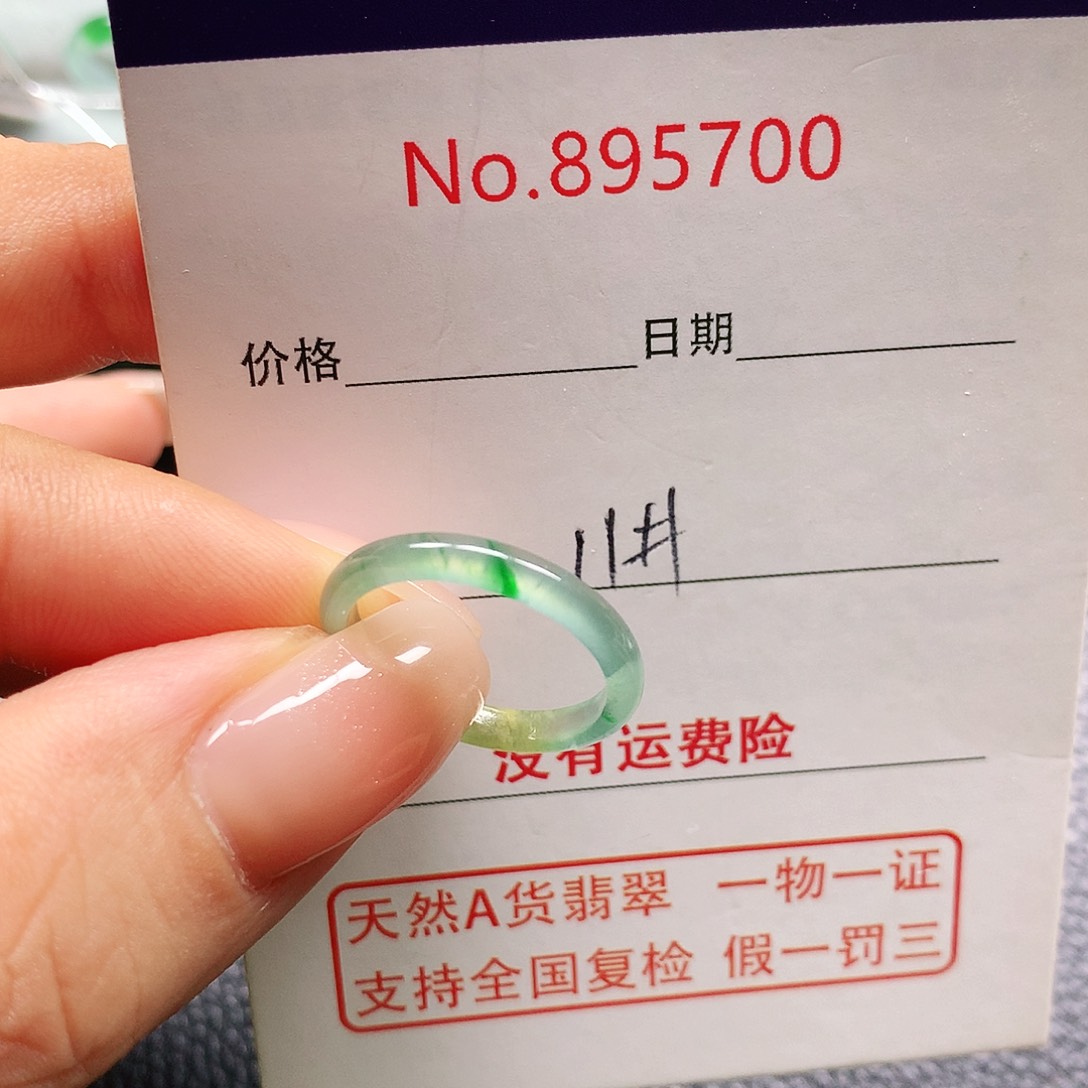 No.895700
价格 日期
11#
没有运费险
天然A货翡翠 一物一证
支持全国复检 假一罚三